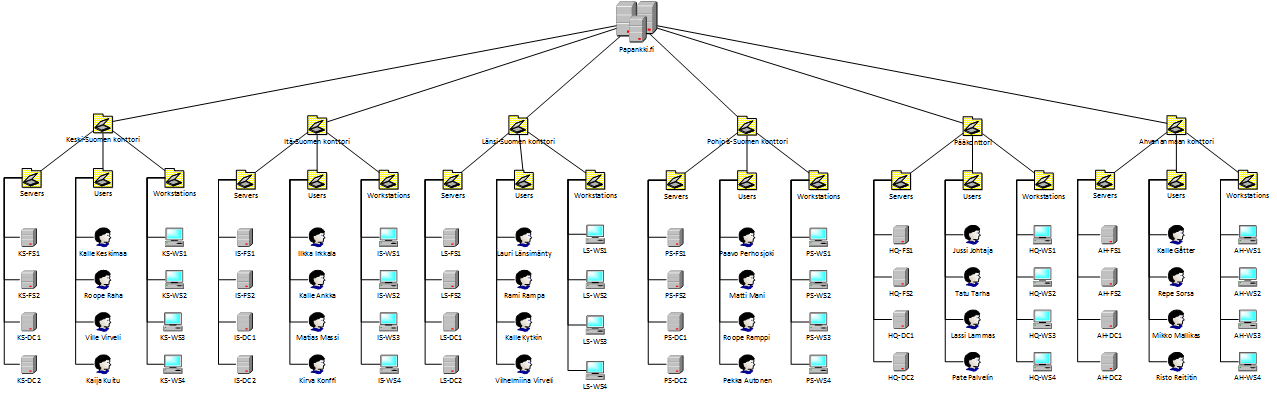 Papankki.fi
Keski-Suomen konttori
Itä-Suomen konttori
Länsi-Suomen konttori
Pohjois-Suomen konttori
Pääkonttori
Ahvenanmaan konttori
Servers
Users
Workstations
Servers
Users
Workstations
Servers
Users
Workstations
Servers
Users
Workstations
Servers
Users
Workstations
Servers
Users
Workstations
KS-FS1
Kalle Keskimaa
KS-WS1
IS-FS1
Iikka Irkkala
IS-WS1
LS-FS1
Lauri Länsimänty
LS-WS1
PS-FS1
Paavo Perhosjoki
PS-WS1
HQ-FS1
Jussi Johtaja
HQ-WS1
AH-FS1
Kalle Gåtter
AH-WS1
KS-FS2
Roope Raha
KS-WS2
IS-FS2
Kalle Ankka
IS-WS2
LS-FS2
Rami Rampa
LS-WS2
PS-FS2
Matti Mani
PS-WS2
HQ-FS2
Tatu Tarha
HQ-WS2
AH-FS2
Repe Sorsa
AH-WS2
KS-DC1
Ville Virveli
KS-WS3
IS-DC1
Matias Massi
IS-WS3
LS-DC1
Kalle Kytkin
LS-WS3
PS-DC1
Roope Ramppi
PS-WS3
HQ-DC1
Lassi Lammas
HQ-WS3
AH-DC1
Mikko Mallikas
AH-WS3
KS-DC2
Kaija Kuitu
KS-WS4
IS-DC2
Kirva Konffi
IS-WS4
LS-DC2
Vilhelmiina Virveli
LS-WS4
PS-DC2
Pekka Autonen
PS-WS4
HQ-DC2
Pate Palvelin
HQ-WS4
AH-DC2
Risto Reititin
AH-WS4